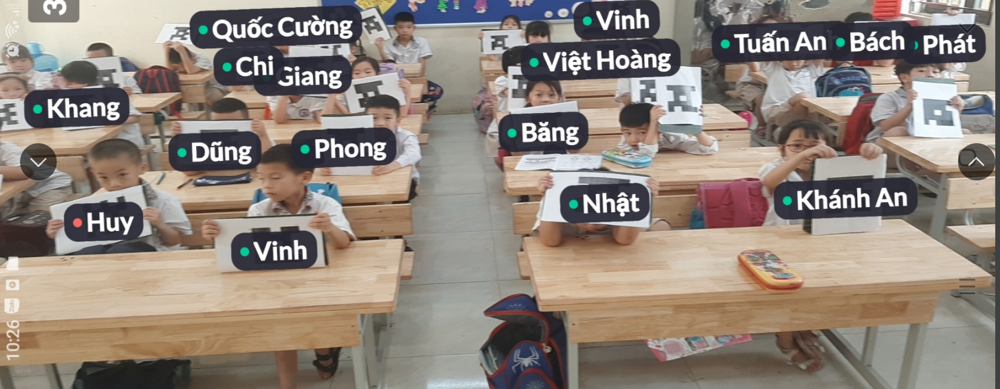 3
Quốc Cường
Vinh
Tuấn An
Bách
Phát
Chi
Giang
Việt Hoàng
Khang
Băng
Dũng
Phong
Nhật
Khánh An
Huy
Vinh
Zalo
10:26